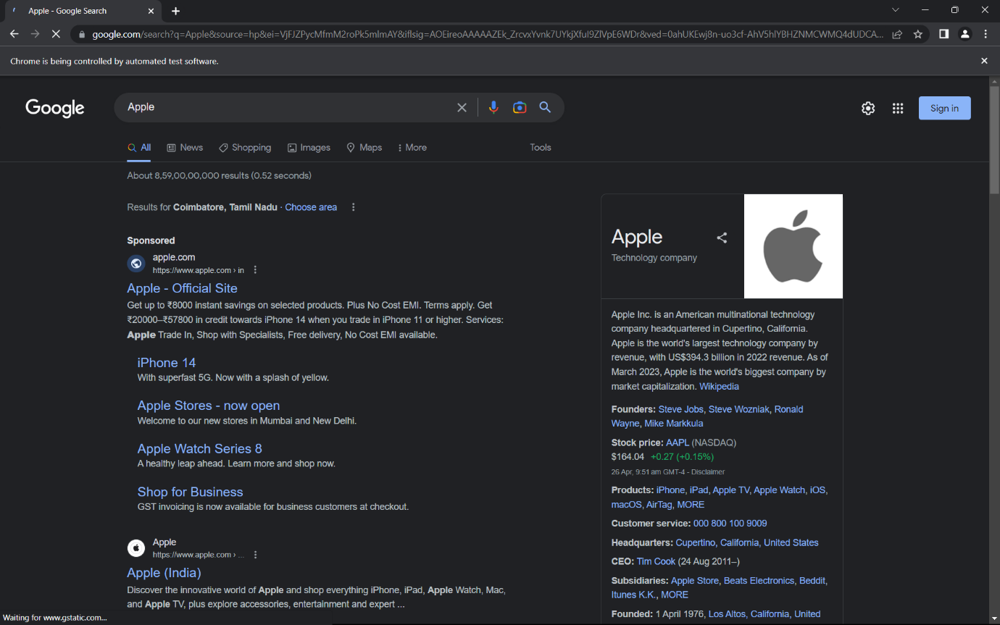 Apple - Google Search
google.com/search?q=Apple&source=hp&ei=VjFJZPycMfmM2roPk5mImAY&iflsig=AOEireoAAAAAZEk_ZrcvxYvnk7UYkjXfuI9ZlVpE6WDr&ved=0ahUKEwj8n-uo3cf-AhV5hlYBHZNMCWMQ4dUDCA...
Chrome is being controlled by automated test software.
Google
Apple
Sign in
All
News
Shopping
Images
Maps
More
Tools
About 8,59,00,00,000 results (0.52 seconds)
Results for Coimbatore, Tamil Nadu · Choose area
Sponsored
apple.com
https://www.apple.com › in
Apple - Official Site
Get up to ₹8000 instant savings on selected products. Plus No Cost EMI. Terms apply. Get
₹20000–₹57800 in credit towards iPhone 14 when you trade in iPhone 11 or higher. Services:
Apple Trade In, Shop with Specialists, Free delivery, No Cost EMI available.
iPhone 14
With superfast 5G. Now with a splash of yellow.
Apple Stores - now open
Welcome to our new stores in Mumbai and New Delhi.
Apple Watch Series 8
A healthy leap ahead. Learn more and shop now.
Shop for Business
GST invoicing is now available for business customers at checkout.
Apple
https://www.apple.com › ...
Apple (India)
Discover the innovative world of Apple and shop everything iPhone, iPad, Apple Watch, Mac,
and Apple TV, plus explore accessories, entertainment and expert ...
Apple
Technology company
Apple Inc. is an American multinational technology
company headquartered in Cupertino, California.
Apple is the world's largest technology company by
revenue, with US$394.3 billion in 2022 revenue. As of
March 2023, Apple is the world's biggest company by
market capitalization. Wikipedia
Founders: Steve Jobs, Steve Wozniak, Ronald
Wayne, Mike Markkula
Stock price: AAPL (NASDAQ)
$164.04 +0.27 (+0.15%)
26 Apr, 9:51 am GMT-4 - Disclaimer
Products: iPhone, iPad, Apple TV, Apple Watch, iOS,
macOS, AirTag, MORE
Customer service: 000 800 100 9009
Headquarters: Cupertino, California, United States
CEO: Tim Cook (24 Aug 2011–)
Subsidiaries: Apple Store, Beats Electronics, Beddit,
Itunes K.K., MORE
Founded: 1 April 1976, Los Altos, California, United
Waiting for www.gstatic.com...